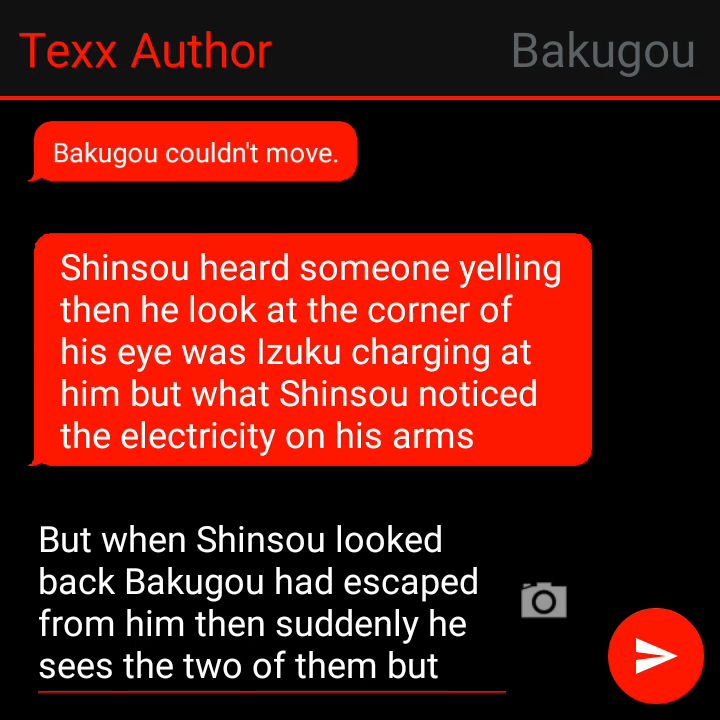 Texx Author Bakugou
Bakugou couldn't move.
Shinsou heard someone yelling
then he look at the corner of
his eye was Izuku charging at
him but what Shinsou noticed
the electricity on his arms
But when Shinsou looked
back Bakugou had escaped
from him then suddenly he
sees the two of them but